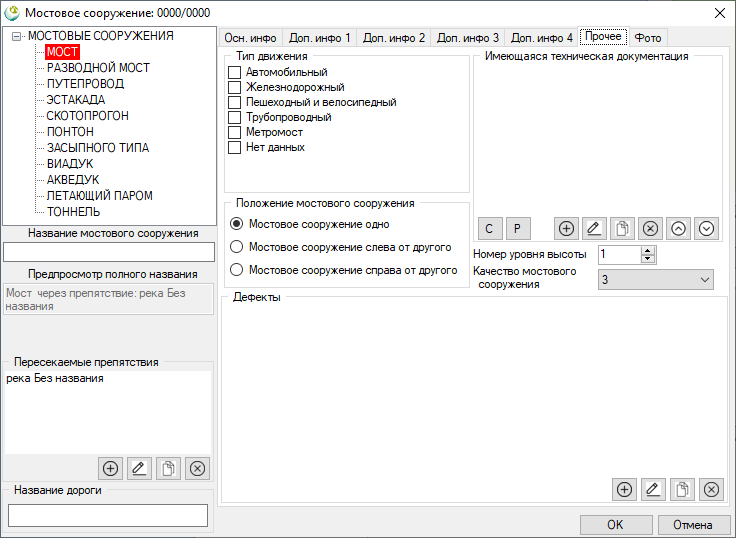 Мостовое сооружение: 0000/0000
МОСТОВЫЕ СООРУЖЕНИЯ
МОСТ
РАЗВОДНОЙ МОСТ
ПУТЕПРОВОД
ЭСТАКАДА
СКОТОПРОГОН
ПОНТОН
ЗАСЫПНОГО ТИПА
ВИАДУК
АКВЕДУК
ЛЕТАЮЩИЙ ПАРОМ
ТОННЕЛЬ
Название мостового сооружения
Предпросмотр полного названия
Мост через препятствие: река Без
названия
Пересекаемые препятствия
река Без названия
Название дороги
Осн. инфо
Доп. инфо 1
Доп. инфо 2
Доп. инфо 3
Доп. инфо 4
Прочее
Фото
Тип движения
Автомобильный
Железнодорожный
Пешеходный и велосипедный
Трубопроводный
Метромост
Нет данных
Имеющаяся техническая документация
С
Р
Положение мостового сооружения
Мостовое сооружение одно
Мостовое сооружение слева от другого
Мостовое сооружение справа от другого
Номер уровня высоты
1
Качество мостового
сооружения
3
Дефекты
OK
Отмена